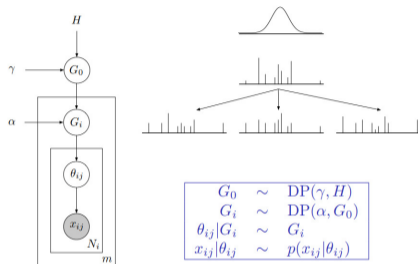 H
γ
G₀
α
Gᵢ
θᵢⱼ
xᵢⱼ
Nᵢ
m
G₀ ∼ DP(γ, H)
Gᵢ ∼ DP(α, G₀)
θᵢⱼ|Gᵢ ∼ Gᵢ
xᵢⱼ|θᵢⱼ ∼ p(xᵢⱼ|θᵢⱼ)